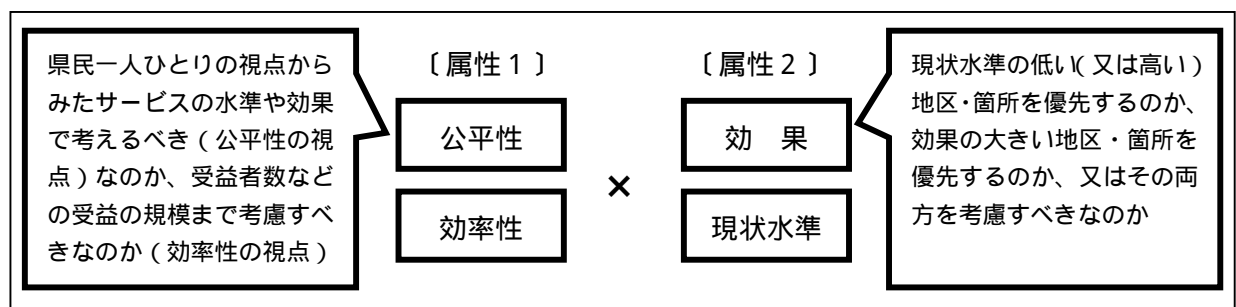 県民一人ひとりの視点から
みたサービスの水準や効果
で考えるべき(公平性の視
点)なのか、受益者数など
の受益の規模まで考慮すべ
きなのか(効率性の視点)
〔属性1〕
公平性
効率性
×
〔属性2〕
効 果
現状水準
現状水準の低い(又は高い)
地区・箇所を優先するのか、
効果の大きい地区・箇所を
優先するのか、又はその両
方を考慮すべきなのか